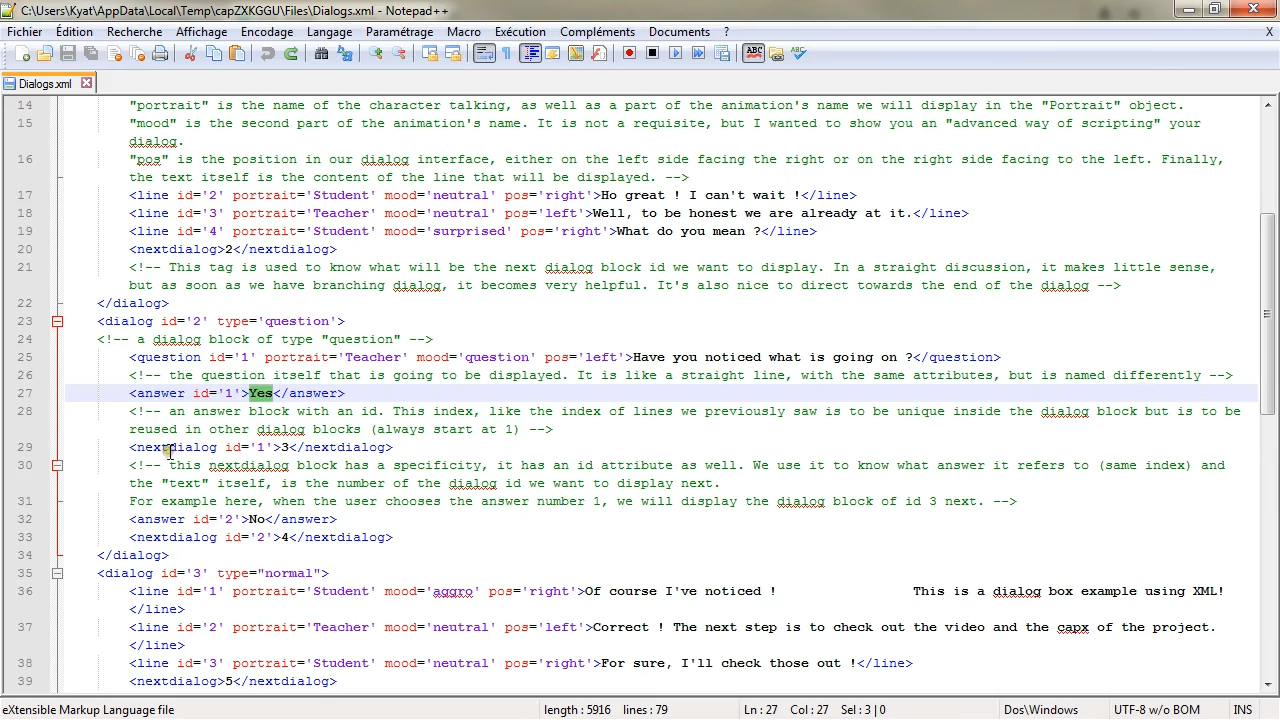 C:\Users\Kyat\AppData\Local\Temp\capZXKGGU\Files\Dialogs.xml - Notepad++
Fichier Édition Recherche Affichage Encodage Langage Paramétrage Macro Exécution Compléments Documents ? X
Dialogs.xml
14 "portrait" is the name of the character talking, as well as a part of the animation's name we will display in the "Portrait" object.
15 "mood" is the second part of the animation's name. It is not a requisite, but I wanted to show you an "advanced way of scripting" your
dialog.
16 "pos" is the position in our dialog interface, either on the left side facing the right or on the right side facing to the left. Finally,
the text itself is the content of the line that will be displayed. -->
17 <line id='2' portrait='Student' mood='neutral' pos='right'>Ho great ! I can't wait !</line>
18 <line id='3' portrait='Teacher' mood='neutral' pos='left'>Well, to be honest we are already at it.</line>
19 <line id='4' portrait='Student' mood='surprised' pos='right'>What do you mean ?</line>
20 <nextdialog>2</nextdialog>
21 <!-- This tag is used to know what will be the next dialog block id we want to display. In a straight discussion, it makes little sense,
but as soon as we have branching dialog, it becomes very helpful. It's also nice to direct towards the end of the dialog -->
22 </dialog>
23 <dialog id='2' type='question'>
24 <!-- a dialog block of type "question" -->
25 <question id='1' portrait='Teacher' mood='question' pos='left'>Have you noticed what is going on ?</question>
26 <!-- the question itself that is going to be displayed. It is like a straight line, with the same attributes, but is named differently -->
27 <answer id='1'>Yes</answer>
28 <!-- an answer block with an id. This index, like the index of lines we previously saw is to be unique inside the dialog block but is to be
reused in other dialog blocks (always start at 1) -->
29 <nextdialog id='1'>3</nextdialog>
30 <!-- this nextdialog block has a specificity, it has an id attribute as well. We use it to know what answer it refers to (same index) and
the "text" itself, is the number of the dialog id we want to display next.
31 For example here, when the user chooses the answer number 1, we will display the dialog block of id 3 next. -->
32 <answer id='2'>No</answer>
33 <nextdialog id='2'>4</nextdialog>
34 </dialog>
35 <dialog id='3' type="normal">
36 <line id='1' portrait='Student' mood='aggro' pos='right'>Of course I've noticed ! This is a dialog box example using XML!
</line>
37 <line id='2' portrait='Teacher' mood='neutral' pos='left'>Correct ! The next step is to check out the video and the capx of the project.
</line>
38 <line id='3' portrait='Student' mood='neutral' pos='right'>For sure, I'll check those out !</line>
39 <nextdialog>5</nextdialog>
eXtensible Markup Language file length : 5916 lines : 79 Ln : 27 Col : 27 Sel : 3 | 0 Dos\Windows UTF-8 w/o BOM INS